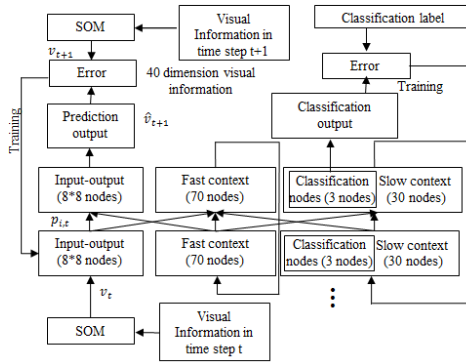 SOM
Visual
Information in
time step t+1
Classification label
v_{t+1}
Error
40 dimension visual
information
Error
Training
Training
Prediction
output
v̂_{t+1}
Classification
output
Input-output
(8*8 nodes)
Fast context
(70 nodes)
Classification
nodes (3 nodes)
Slow context
(30 nodes)
p_{i,t}
Input-output
(8*8 nodes)
Fast context
(70 nodes)
Classification
nodes (3 nodes)
Slow context
(30 nodes)
v_t
SOM
Visual
Information in
time step t